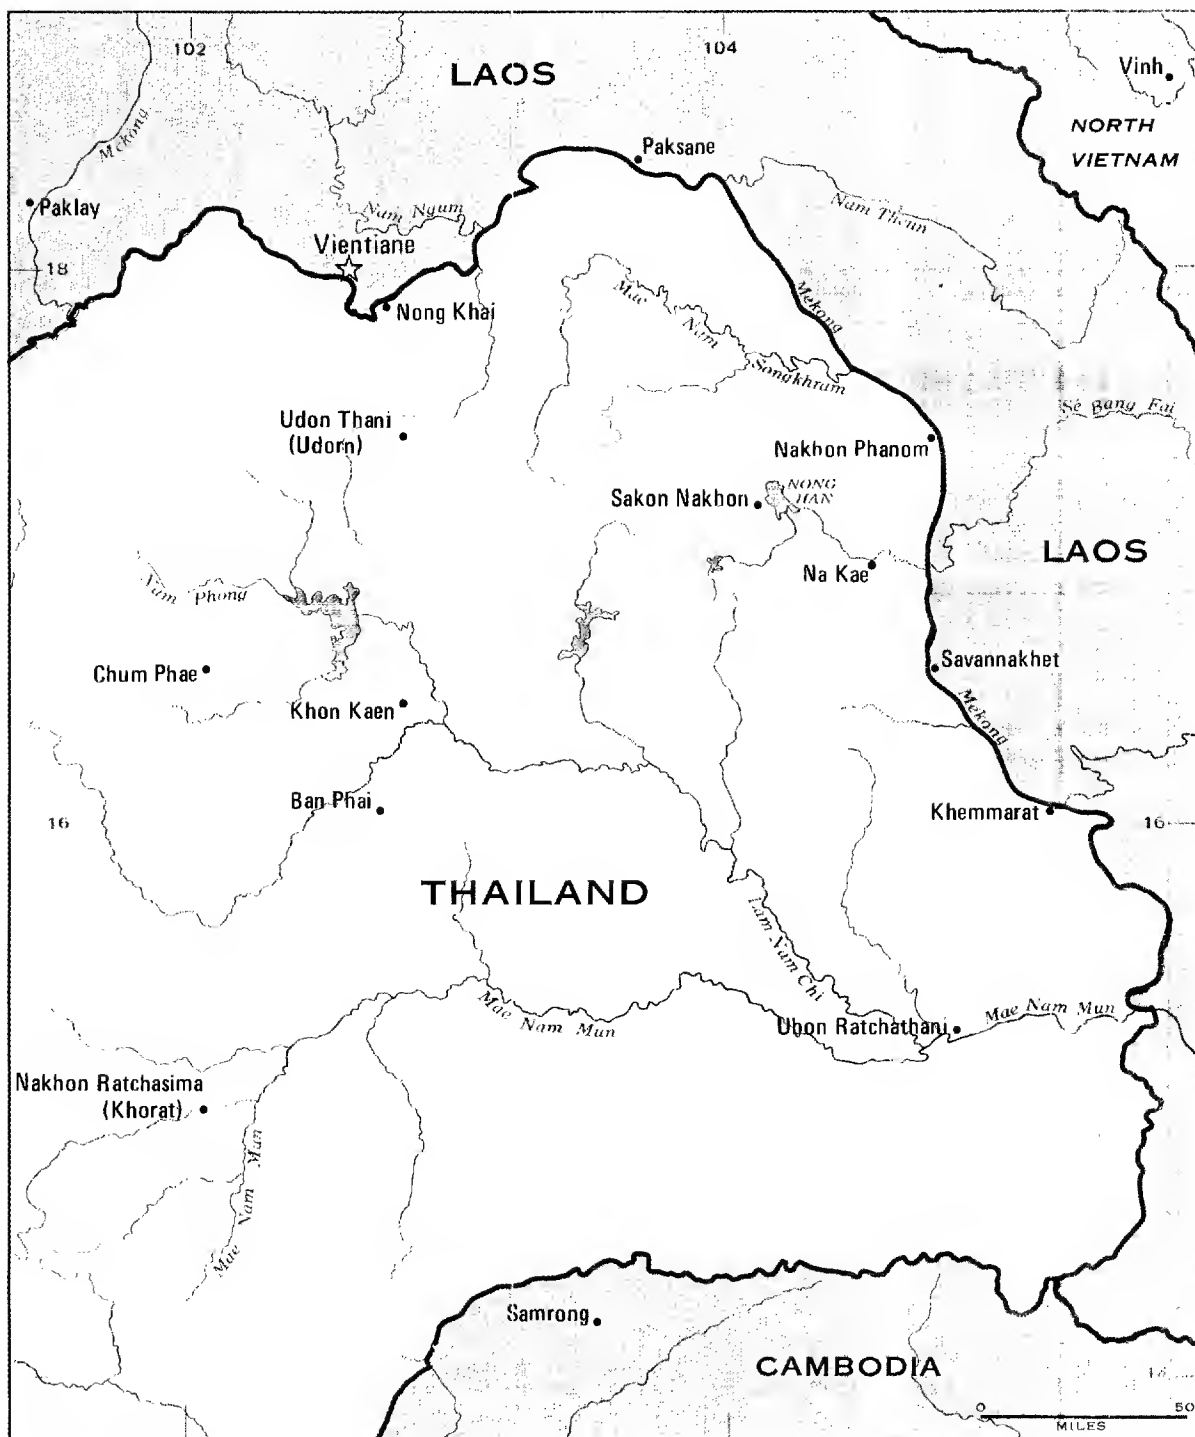 102
104
LAOS
Vinh
Mekong
NORTH
VIETNAM
Paksane
Paklay
Nam Ngum
Nam Theun
Vientiane
18
Nong Khai
Mae Nam Songkhram
Mekong
Se Bang Fai
Udon Thani
(Udorn)
Nakhon Phanom
Sakon Nakhon
NONG
HAN
LAOS
Na Kae
Nam Phong
Chum Phae
Savannakhet
Khon Kaen
Mekong
Ban Phai
Khemmarat
16
16
THAILAND
Lam Nam Chi
Mae Nam Mun
Ubon Ratchathani
Mae Nam Mun
Nakhon Ratchasima
(Khorat)
Mae Nam Mun
Samrong
CAMBODIA
0
50
MILES